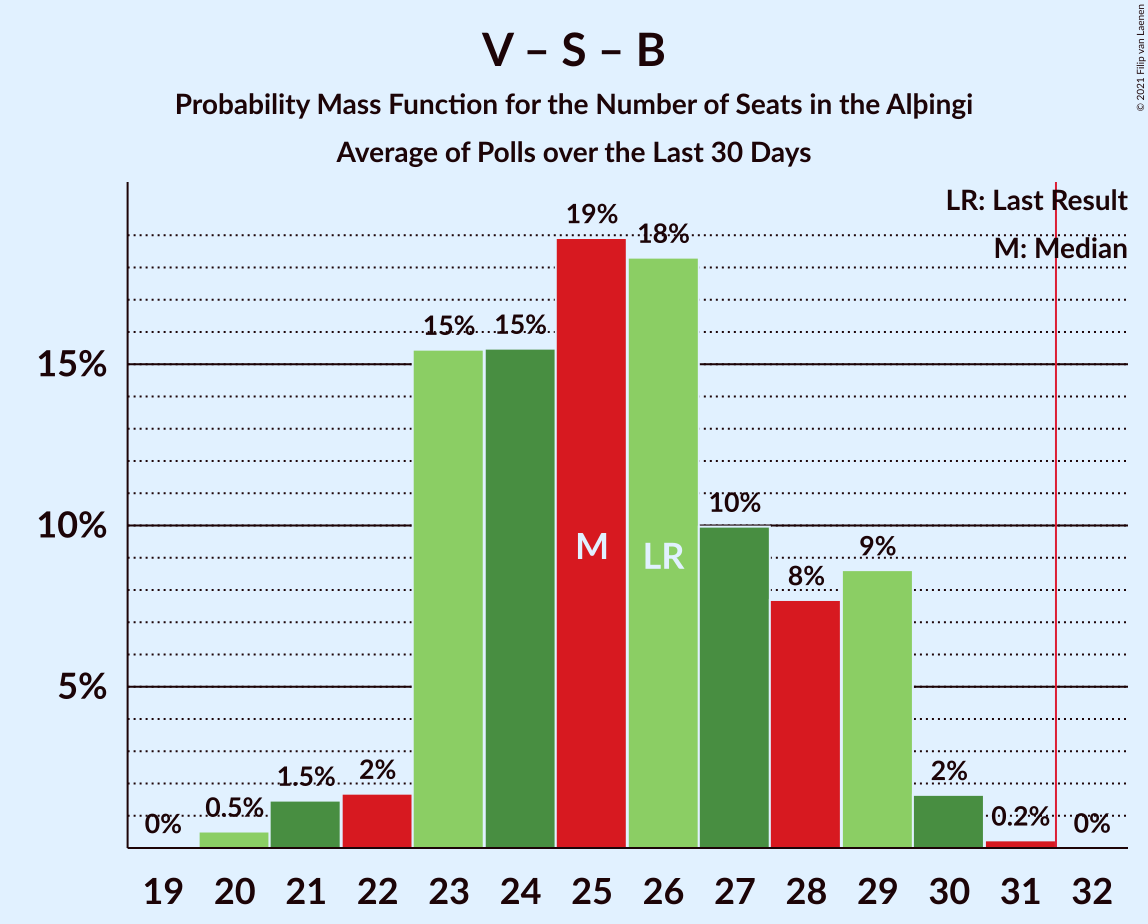 V – S – B
Probability Mass Function for the Number of Seats in the Alþingi
Average of Polls over the Last 30 Days
© 2021 Filip van Laenen
LR: Last Result
M: Median
19%
18%
15% 15%
15%
10%
10%
M LR
9%
8%
5%
2%
1.5%
2%
0.5%
0%
0.2%
0%
19 20 21 22 23 24 25 26 27 28 29 30 31 32